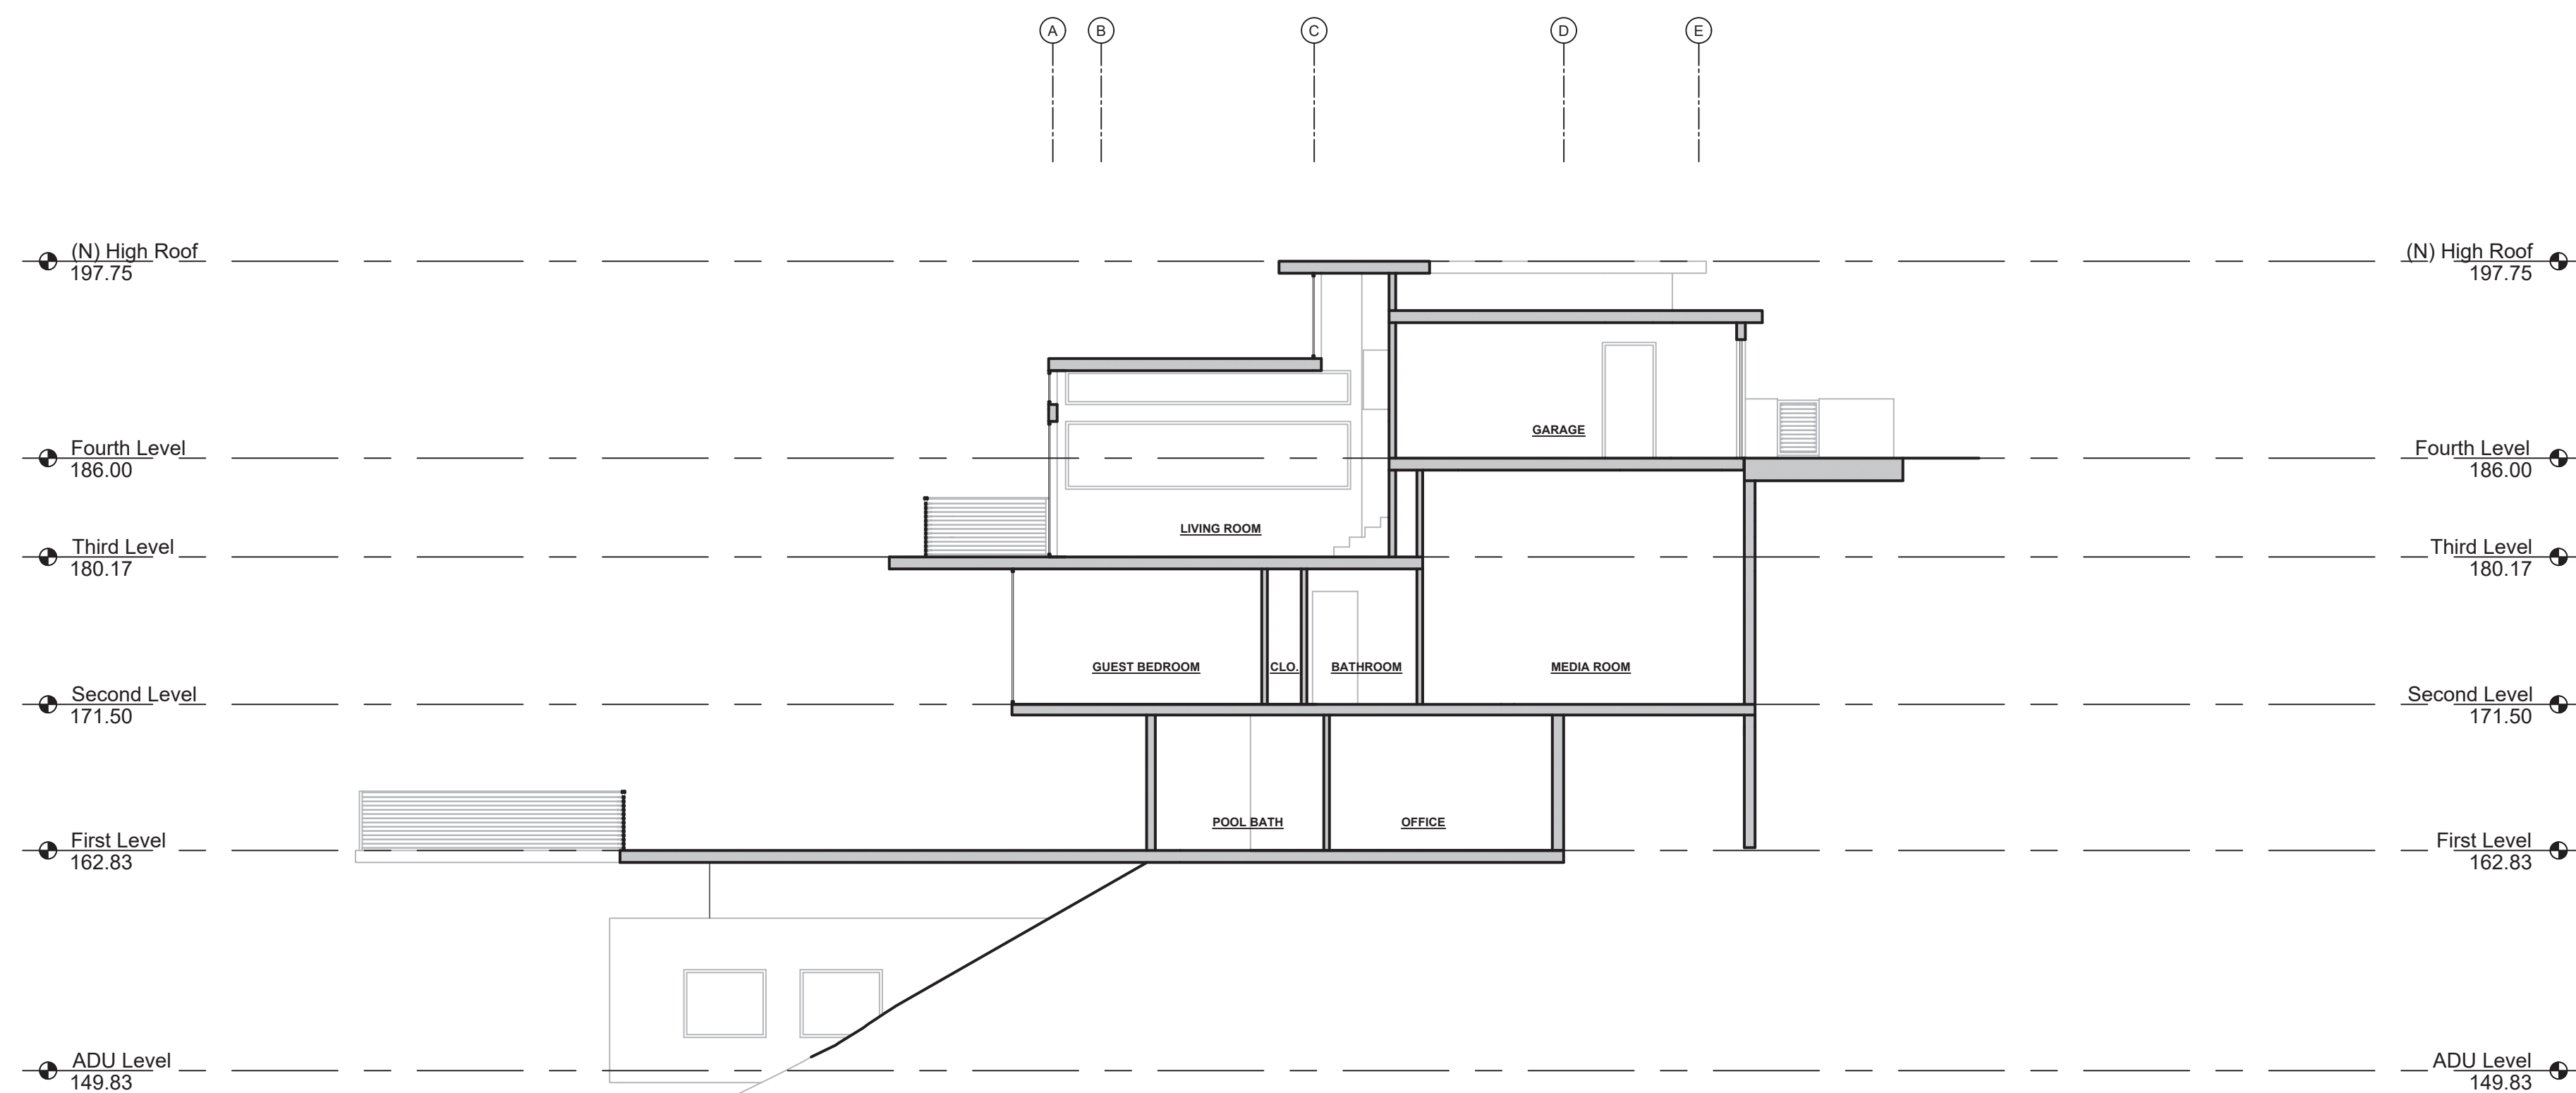 A B C D E
(N) High Roof
197.75
(N) High Roof
197.75
GARAGE
Fourth Level
186.00
Fourth Level
186.00
LIVING ROOM
Third Level
180.17
Third Level
180.17
GUEST BEDROOM CLO. BATHROOM MEDIA ROOM
Second Level
171.50
Second Level
171.50
POOL BATH OFFICE
First Level
162.83
First Level
162.83
ADU Level
149.83
ADU Level
149.83